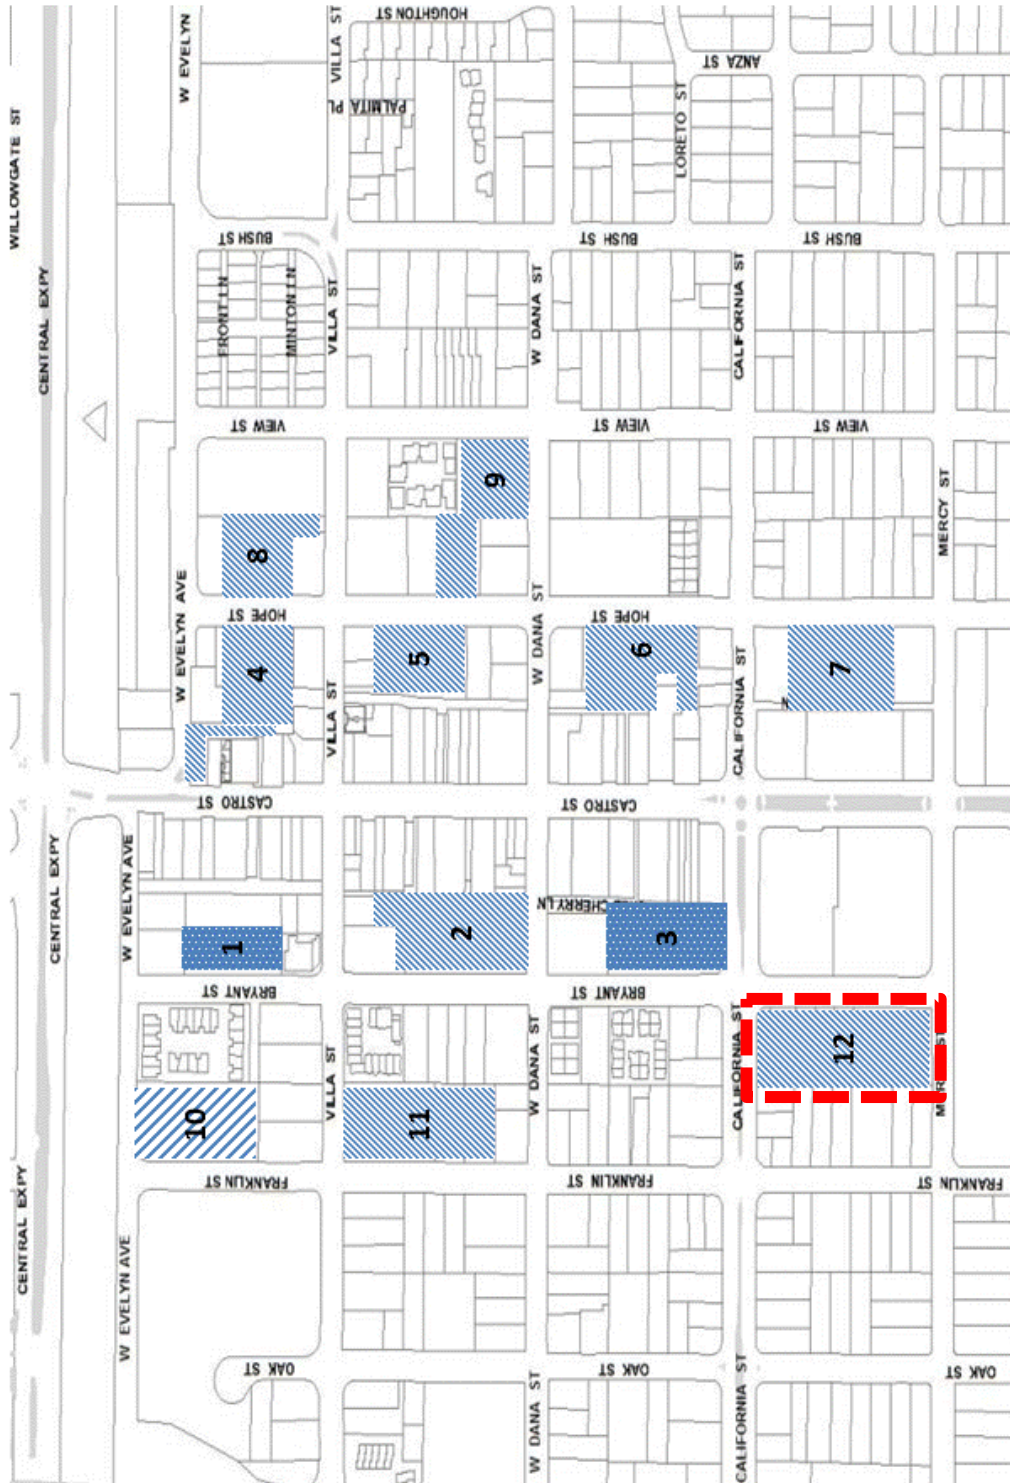 HOUGHTON ST
W EVELYN
VILLA ST
ANZA ST
PALMITA PL
WILLOWGATE ST
LORETO ST
BUSH ST
BUSH ST
BUSH ST
CENTRAL EXPY
FRONT LN
MINTON LN
VILLA ST
W DANA ST
CALIFORNIA ST
VIEW ST
VIEW ST
VIEW ST
9
8
MERCY ST
W EVELYN AVE
HOPE ST
HOPE ST
W DANA ST
4
5
6
7
VILLA ST
CALIFORNIA ST
CASTRO ST
CASTRO ST
CENTRAL EXPY
W EVELYN AVE
CHERRY LN
1
2
3
BRYANT ST
BRYANT ST
VILLA ST
W DANA ST
CALIFORNIA ST
12
10
11
FRANKLIN ST
FRANKLIN ST
FRANKLIN ST
CENTRAL EXPY
W EVELYN AVE
OAK ST
OAK ST
OAK ST
W DANA ST
CALIFORNIA ST